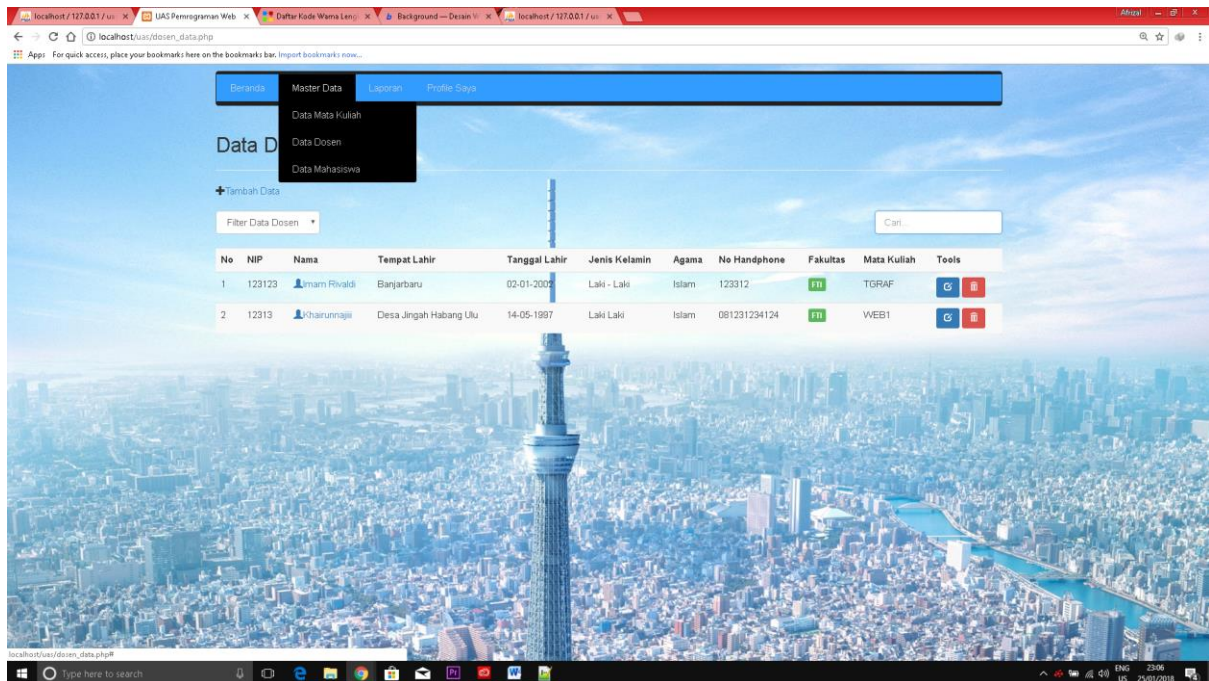 localhost / 127.0.0.1 / uas
UAS Pemrograman Web
Daftar Kode Warna Lengl
Background — Desain W
localhost / 127.0.0.1 / us
Afrizal
localhost/uas/dosen_data.php
Apps For quick access, place your bookmarks here on the bookmarks bar. Import bookmarks now...
Beranda Master Data Laporan Profile Saya
Data Mata Kuliah
Data D
Data Dosen
Data Mahasiswa
Tambah Data
Filter Data Dosen
Cari...
No NIP Nama Tempat Lahir Tanggal Lahir Jenis Kelamin Agama No Handphone Fakultas Mata Kuliah Tools
1 123123 Imam Rivaldi Banjarbaru 02-01-2002 Laki - Laki Islam 123312 FTI TGRAF
2 12313 Khairunnajiii Desa Jingah Habang Ulu 14-05-1997 Laki Laki Islam 081231234124 FTI WEB1
localhost/uas/dosen_data.php#
Type here to search
ENG 23:06
US 25/01/2018